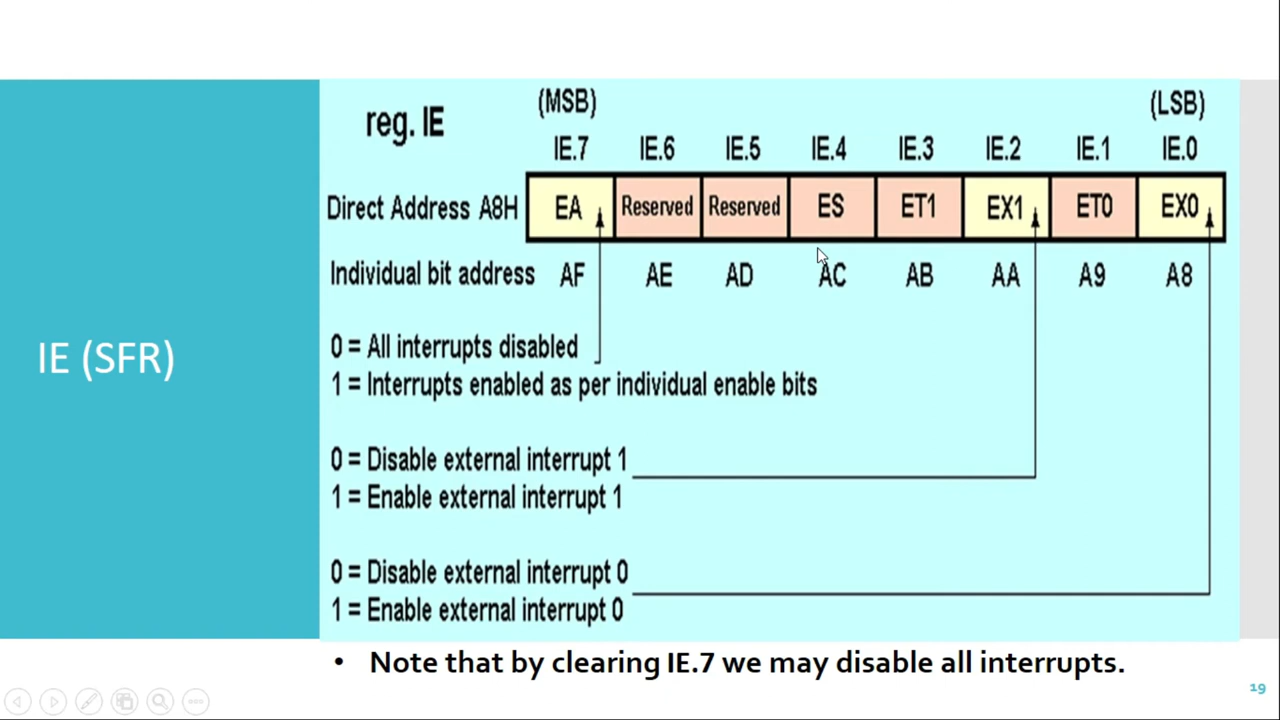 IE (SFR)
reg. IE
(MSB) (LSB)
IE.7 IE.6 IE.5 IE.4 IE.3 IE.2 IE.1 IE.0
Direct Address A8H EA Reserved Reserved ES ET1 EX1 ET0 EX0
Individual bit address AF AE AD AC AB AA A9 A8
0 = All interrupts disabled
1 = Interrupts enabled as per individual enable bits
0 = Disable external interrupt 1
1 = Enable external interrupt 1
0 = Disable external interrupt 0
1 = Enable external interrupt 0
• Note that by clearing IE.7 we may disable all interrupts.
19